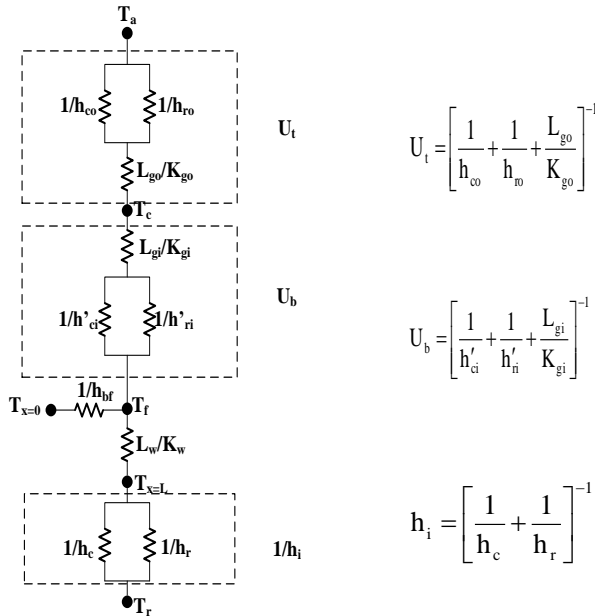 T_a
1/h_co 1/h_ro
U_t
U_t = [ 1/h_co + 1/h_ro + L_go/K_go ]^-1
L_go/K_go
T_c
L_gi/K_gi
U_b
1/h'_ci 1/h'_ri
U_b = [ 1/h'_ci + 1/h'_ri + L_gi/K_gi ]^-1
1/h_bf
T_x=0 T_f
L_w/K_w
T_x=L
1/h_c 1/h_r
1/h_i
h_i = [ 1/h_c + 1/h_r ]^-1
T_r